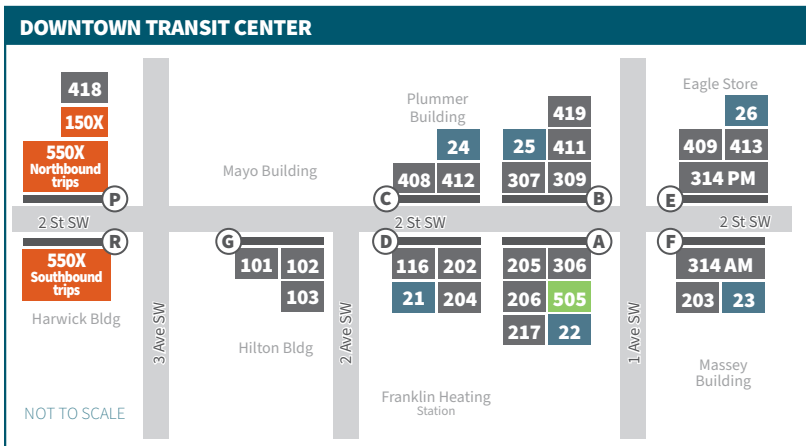 DOWNTOWN TRANSIT CENTER
418
150X
550X
Northbound
trips
P
2 St SW
R
550X
Southbound
trips
Harwick Bldg
NOT TO SCALE
3 Ave SW
Mayo Building
G
101 102
103
Hilton Bldg
2 Ave SW
Plummer
Building
24
408 412
C
2 St SW
D
116 202
21 204
Franklin Heating
Station
419
25 411
307 309
B
A
205 306
206 505
217 22
1 Ave SW
Eagle Store
26
409 413
314 PM
E
2 St SW
F
314 AM
203 23
Massey
Building